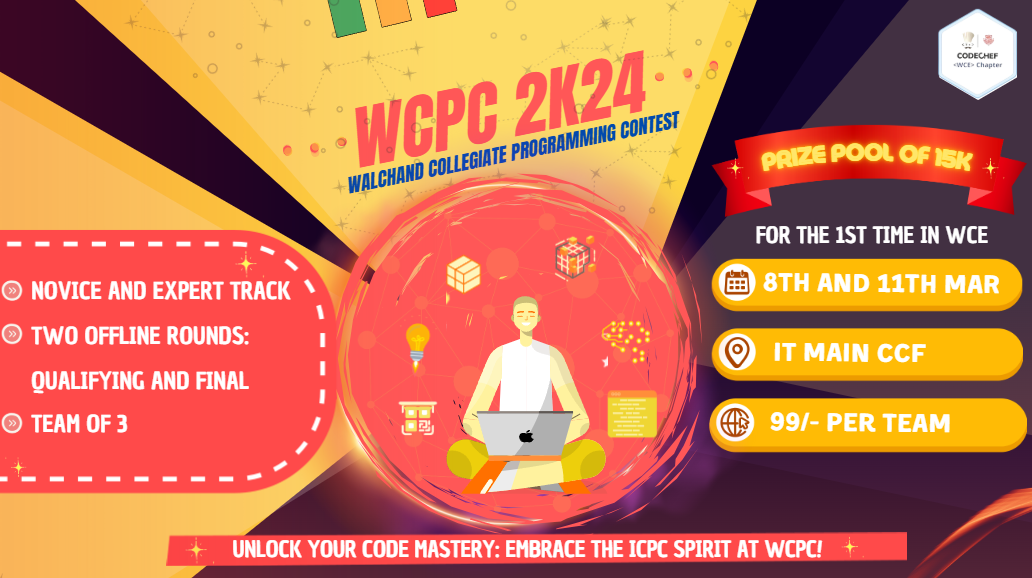 WCPC 2K24
WALCHAND COLLEGIATE PROGRAMMING CONTEST
CODECHEF
<WCE> Chapter
PRIZE POOL OF 15K
FOR THE 1ST TIME IN WCE
8TH AND 11TH MAR
IT MAIN CCF
99/- PER TEAM
NOVICE AND EXPERT TRACK
TWO OFFLINE ROUNDS:
QUALIFYING AND FINAL
TEAM OF 3
UNLOCK YOUR CODE MASTERY: EMBRACE THE ICPC SPIRIT AT WCPC!